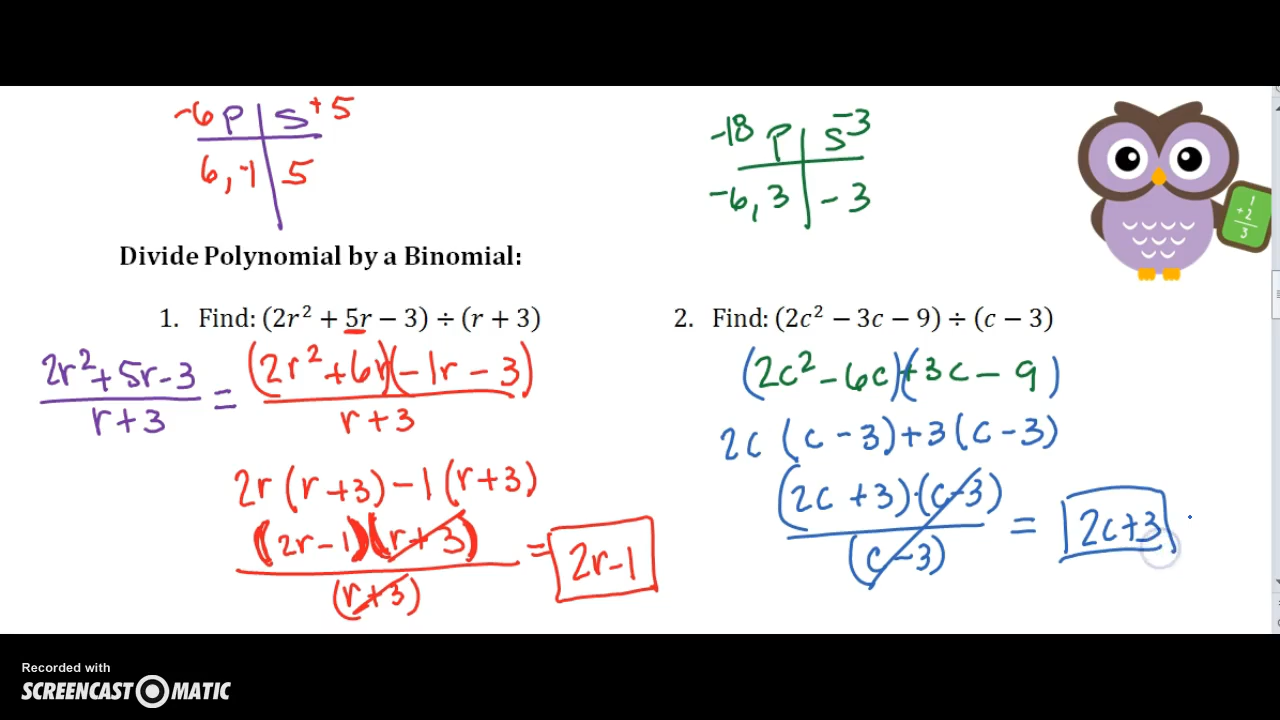 -6 P | S +5
6, -1 | 5
-18 P | S -3
-6, 3 | -3
1
+2
3
Divide Polynomial by a Binomial:
1. Find: (2r² + 5r − 3) ÷ (r + 3)
2r²+5r-3 / r+3 = (2r²+6r)(-1r-3) / r+3
2r(r+3)-1(r+3)
(2r-1)(r+3) / (r+3) = 2r-1
2. Find: (2c² − 3c − 9) ÷ (c − 3)
(2c²-6c)(+3c-9)
2c(c-3)+3(c-3)
(2c+3)·(c-3) / (c-3) = 2c+3
Recorded with
SCREENCAST MATIC